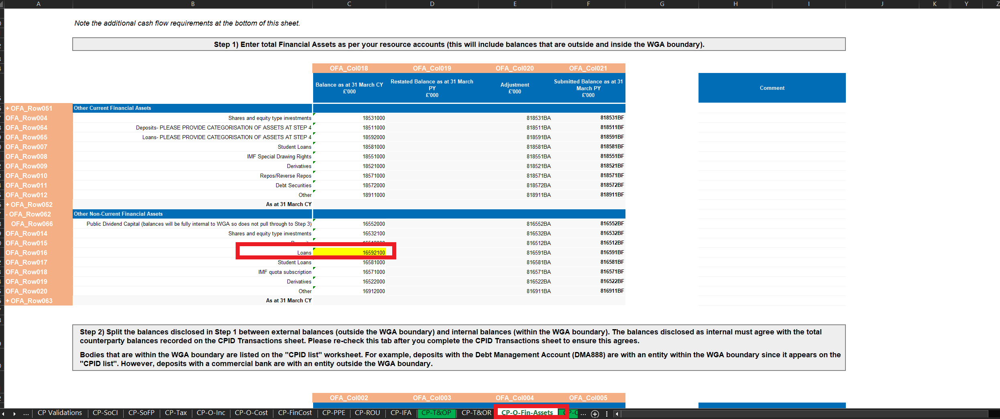 A B C D E F G H I J K Y Z
Note the additional cash flow requirements at the bottom of this sheet.
Step 1) Enter total Financial Assets as per your resource accounts (this will include balances that are outside and inside the WGA boundary).
OFA_Col018 OFA_Col019 OFA_Col020 OFA_Col021
Balance as at 31 March CY
£'000
Restated Balance as at 31 March
PY
£'000
Adjustment
£'000
Submitted Balance as at 31
March PY
£'000
Comment
+ OFA_Row051 Other Current Financial Assets
OFA_Row004 Shares and equity type investments 18531000 818531BA 818531BF
OFA_Row064 Deposits- PLEASE PROVIDE CATEGORISATION OF ASSETS AT STEP 4 18511000 818511BA 818511BF
OFA_Row065 Loans- PLEASE PROVIDE CATEGORISATION OF ASSETS AT STEP 4 18592000 818591BA 818591BF
OFA_Row007 Student Loans 18581000 818581BA 818581BF
OFA_Row008 IMF Special Drawing Rights 18551000 818551BA 818551BF
OFA_Row009 Derivatives 18521000 818521BA 818521BF
OFA_Row010 Repos/Reverse Repos 18571000 818571BA 818571BF
OFA_Row011 Debt Securities 18572000 818572BA 818572BF
OFA_Row012 Other 18911000 818911BA 818911BF
+ OFA_Row052 As at 31 March CY
- OFA_Row062 Other Non-Current Financial Assets
OFA_Row066 Public Dividend Capital (balances will be fully internal to WGA so does not pull through to Step 3) 16552000 816552BA 816552BF
OFA_Row014 Shares and equity type investments 16532100 816532BA 816532BF
OFA_Row015 816512BA 816512BF
OFA_Row016 Loans 16592100 816591BA 816591BF
OFA_Row017 Student Loans 16581000 816581BA 816581BF
OFA_Row018 IMF quota subscription 16571000 816571BA 816571BF
OFA_Row019 Derivatives 16522000 816522BA 816522BF
OFA_Row020 Other 16912000 816911BA 816911BF
+ OFA_Row063 As at 31 March CY
Step 2) Split the balances disclosed in Step 1 between external balances (outside the WGA boundary) and internal balances (within the WGA boundary). The balances disclosed as internal must agree with the total
counterparty balances recorded on the CPID Transactions sheet. Please re-check this tab after you complete the CPID Transactions sheet to ensure this agrees.
Bodies that are within the WGA boundary are listed on the "CPID list" worksheet. For example, deposits with the Debt Management Account (DMA888) are with an entity within the WGA boundary since it appears on the
"CPID list". However, deposits with a commercial bank are with an entity outside the WGA boundary.
OFA_Col002 OFA_Col003 OFA_Col004 OFA_Col005
... CP Validations CP-SoCI CP-SoFP CP-Tax CP-O-Inc CP-O-Cost CP-FinCost CP-PPE CP-ROU CP-IFA CP-T&OP CP-T&OR CP-O-Fin-Assets ...